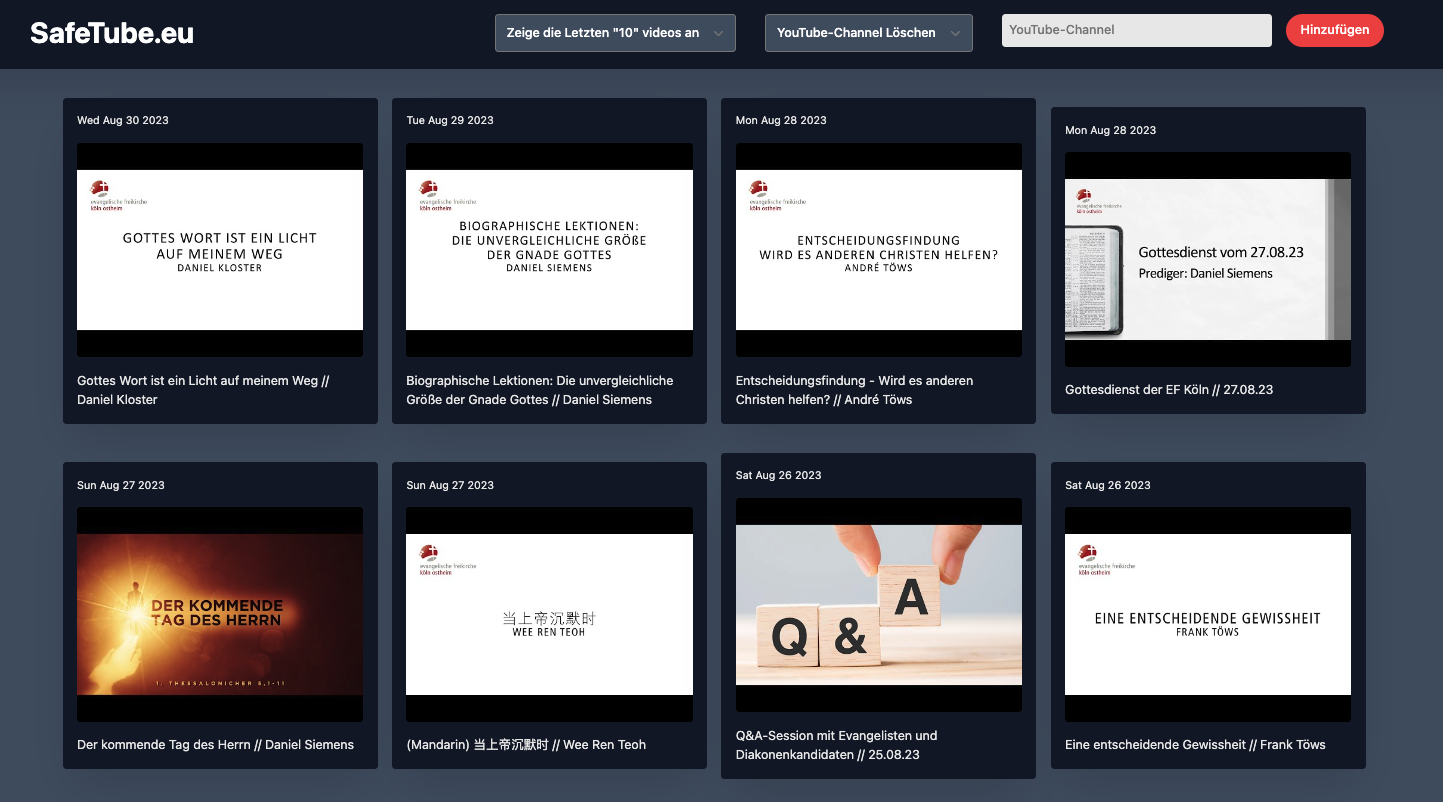 SafeTube.eu
Zeige die Letzten "10" videos an
YouTube-Channel Löschen
YouTube-Channel
Hinzufügen
Wed Aug 30 2023
evangelische freikirche
köln ostheim
GOTTES WORT IST EIN LICHT
AUF MEINEM WEG
DANIEL KLOSTER
Gottes Wort ist ein Licht auf meinem Weg //
Daniel Kloster
Tue Aug 29 2023
evangelische freikirche
köln ostheim
BIOGRAPHISCHE LEKTIONEN:
DIE UNVERGLEICHLICHE GRÖßE
DER GNADE GOTTES
DANIEL SIEMENS
Biographische Lektionen: Die unvergleichliche
Größe der Gnade Gottes // Daniel Siemens
Mon Aug 28 2023
evangelische freikirche
köln ostheim
ENTSCHEIDUNGSFINDUNG
WIRD ES ANDEREN CHRISTEN HELFEN?
ANDRÉ TÖWS
Entscheidungsfindung - Wird es anderen
Christen helfen? // André Töws
Mon Aug 28 2023
evangelische freikirche
köln ostheim
Gottesdienst vom 27.08.23
Prediger: Daniel Siemens
Gottesdienst der EF Köln // 27.08.23
Sun Aug 27 2023
DER KOMMENDE
TAG DES HERRN
1. THESSALONICHER 5,1-11
Der kommende Tag des Herrn // Daniel Siemens
Sun Aug 27 2023
evangelische freikirche
köln ostheim
当上帝沉默时
WEE REN TEOH
(Mandarin) 当上帝沉默时 // Wee Ren Teoh
Sat Aug 26 2023
Q & A
Q&A-Session mit Evangelisten und
Diakonenkandidaten // 25.08.23
Sat Aug 26 2023
evangelische freikirche
köln ostheim
EINE ENTSCHEIDENDE GEWISSHEIT
FRANK TÖWS
Eine entscheidende Gewissheit // Frank Töws